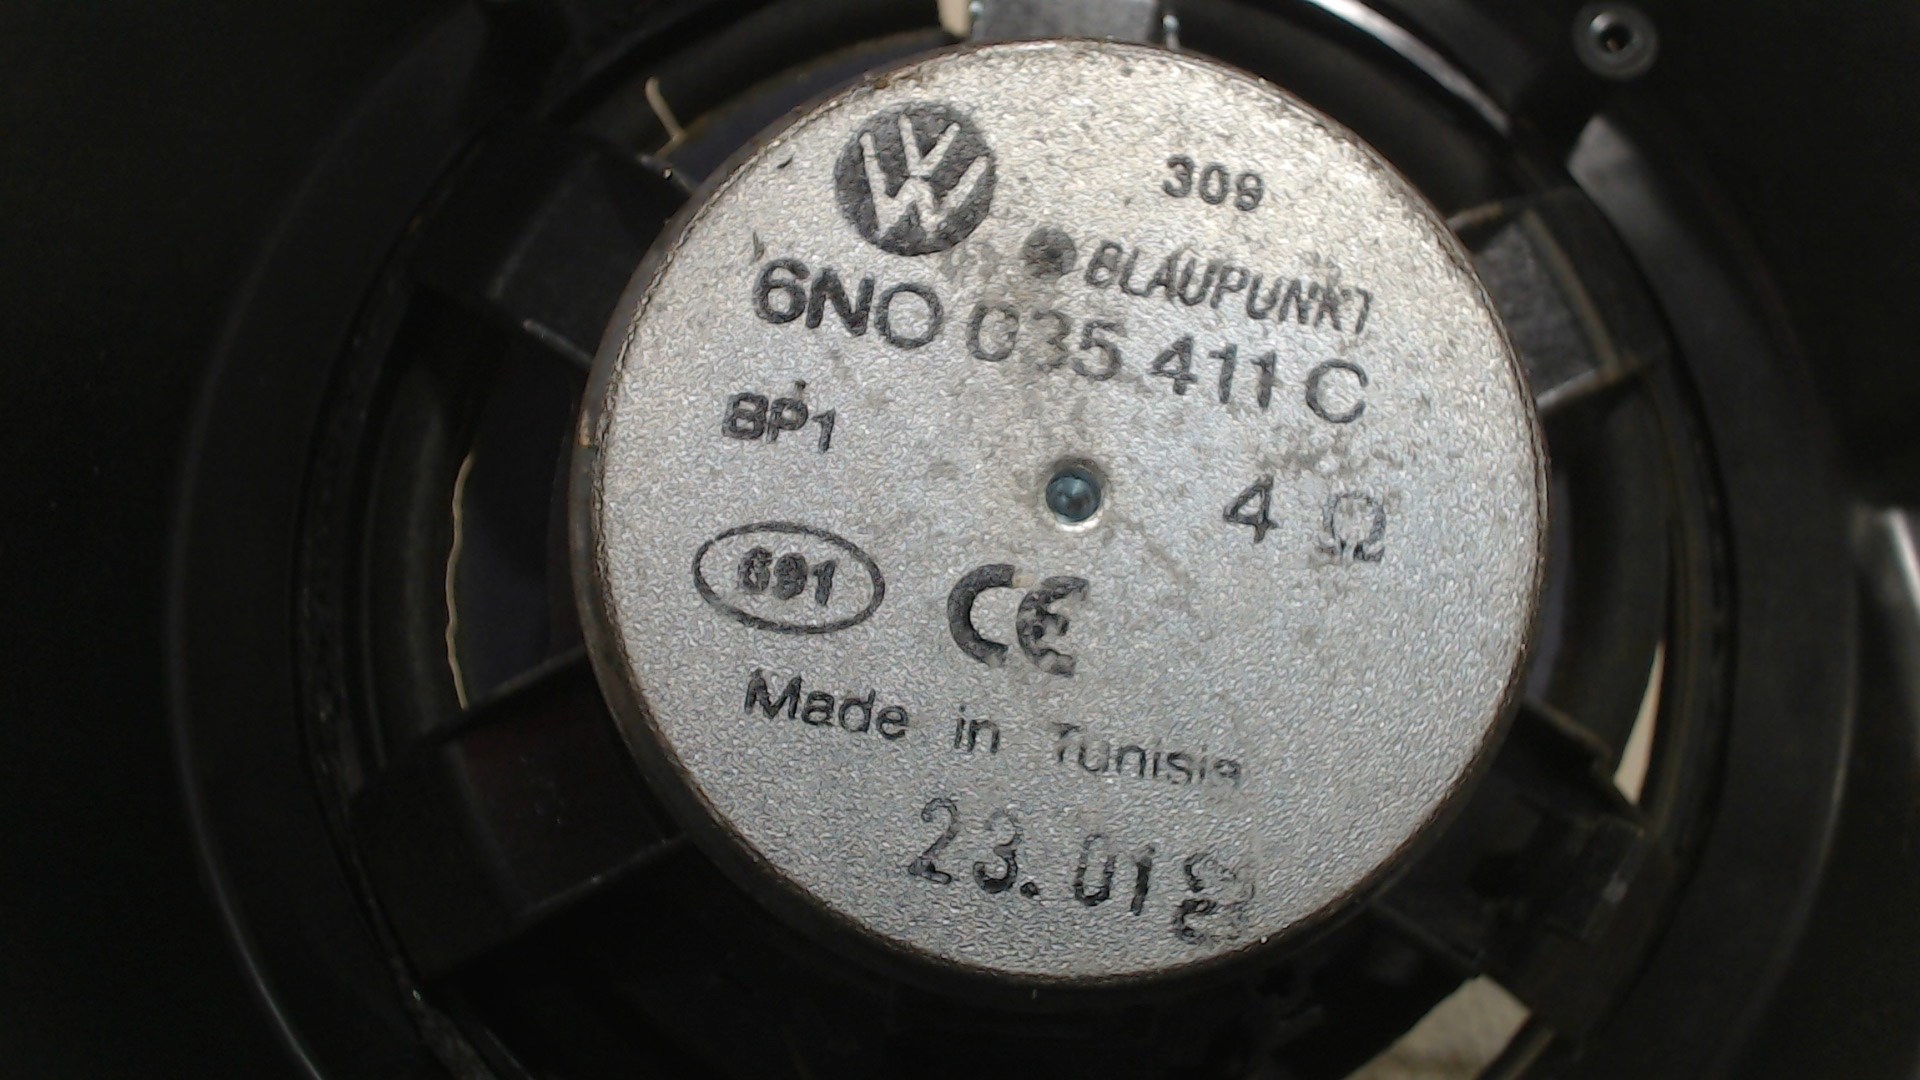 309
BLAUPUNKT
6N0 035 411 C
8P1
4 Ω
691
CE
Made in Tunisia
23.01